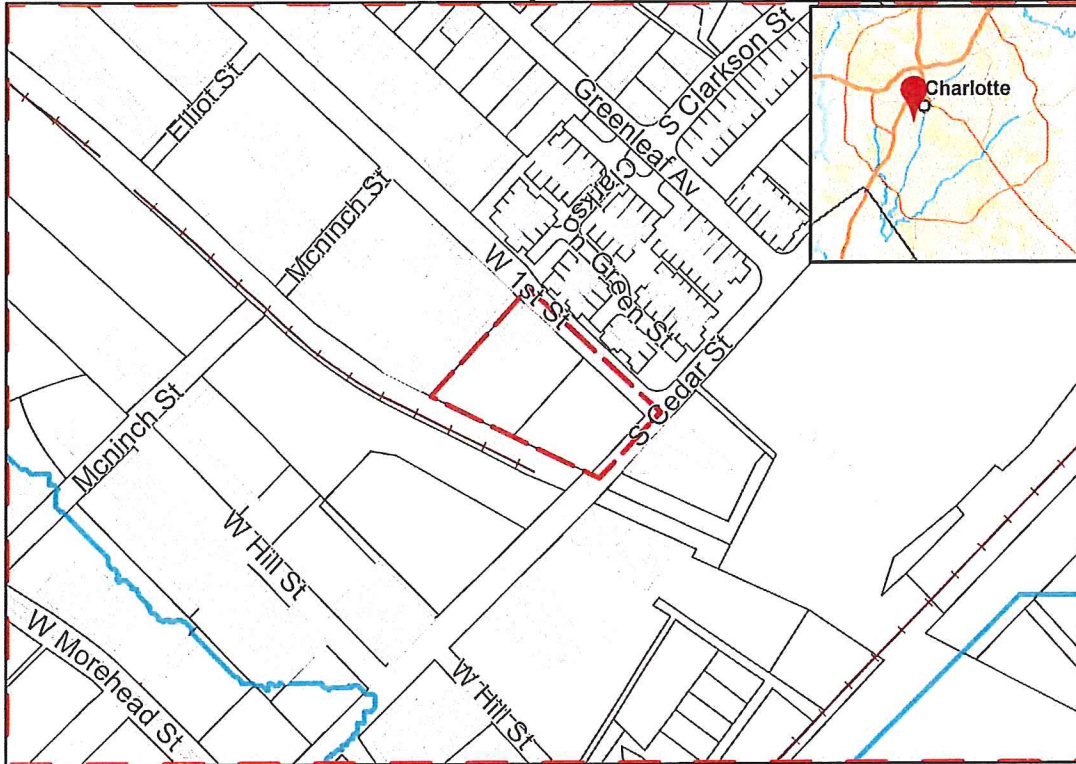 S Clarkson St
Charlotte
Elliot St
Greenleaf Av
Clarkson Green St
Mcninch St
W 1st St
S Cedar St
Mcninch St
W Hill St
W Morehead St
W Hill St